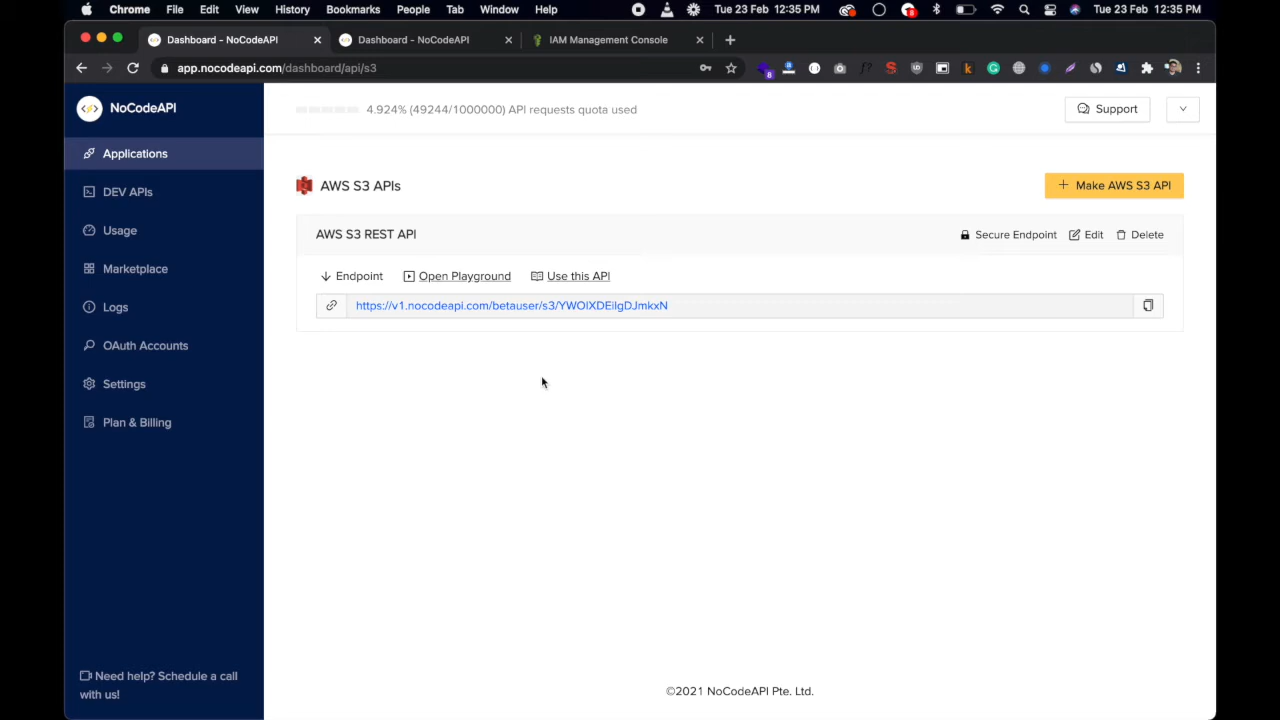 Chrome File Edit View History Bookmarks People Tab Window Help Tue 23 Feb 12:35 PM Tue 23 Feb 12:35 PM
Dashboard - NoCodeAPI Dashboard - NoCodeAPI IAM Management Console
app.nocodeapi.com/dashboard/api/s3
NoCodeAPI
4.924% (49244/1000000) API requests quota used
Support
Applications
DEV APIs
Usage
Marketplace
Logs
OAuth Accounts
Settings
Plan & Billing
Need help? Schedule a call
with us!
AWS S3 APIs
Make AWS S3 API
AWS S3 REST API
Secure Endpoint Edit Delete
Endpoint Open Playground Use this API
https://v1.nocodeapi.com/betauser/s3/YWOIXDEilgDJmkxN
©2021 NoCodeAPI Pte. Ltd.